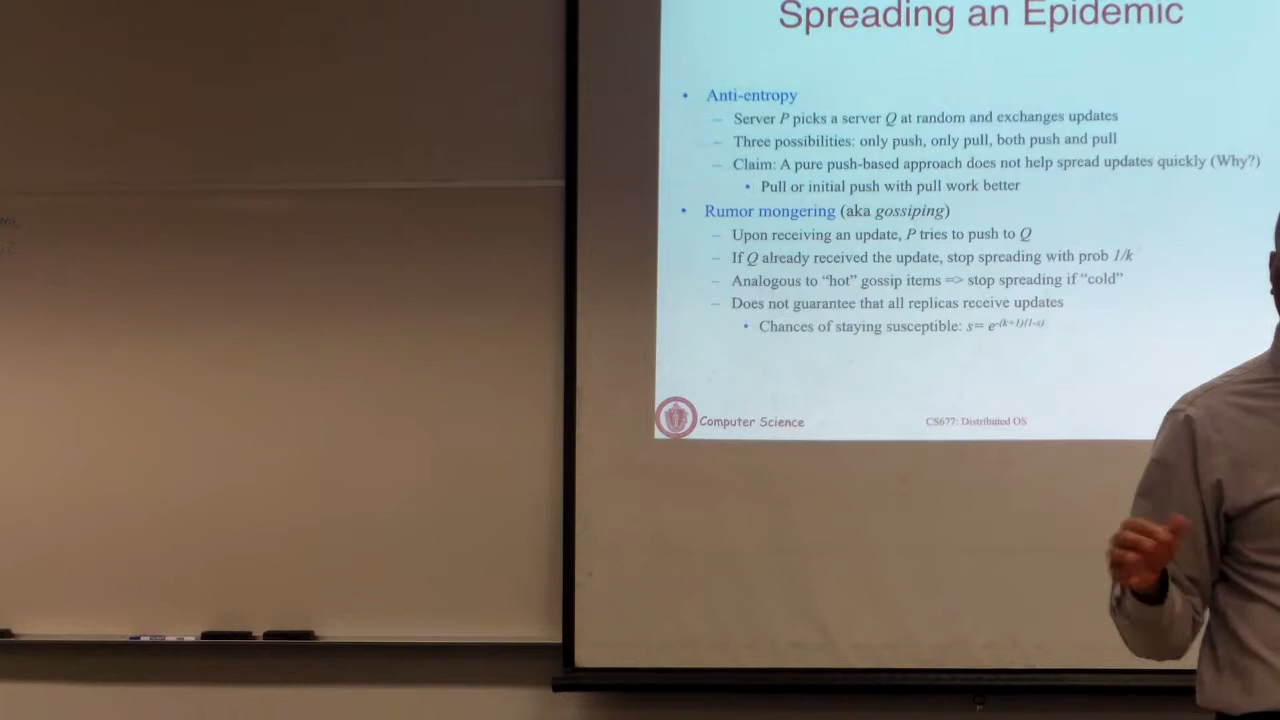 Spreading an Epidemic
• Anti-entropy
– Server P picks a server Q at random and exchanges updates
– Three possibilities: only push, only pull, both push and pull
– Claim: A pure push-based approach does not help spread updates quickly (Why?)
• Pull or initial push with pull work better
• Rumor mongering (aka gossiping)
– Upon receiving an update, P tries to push to Q
– If Q already received the update, stop spreading with prob 1/k
– Analogous to “hot” gossip items => stop spreading if “cold”
– Does not guarantee that all replicas receive updates
• Chances of staying susceptible: s= e-(k+1)(1-s)
Computer Science
CS677: Distributed OS